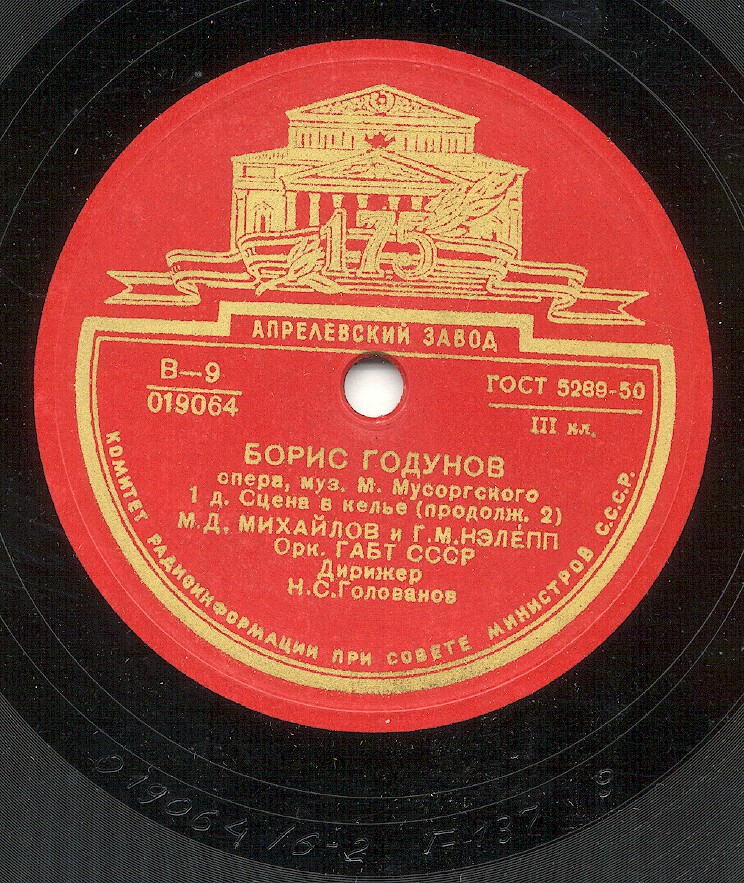 175
АПРЕЛЕВСКИЙ ЗАВОД
В—9
019064
ГОСТ 5289-50
III кл.
БОРИС ГОДУНОВ
опера, муз. М. Мусоргского
1 д. Сцена в келье (продолж. 2)
М.Д. МИХАЙЛОВ и Г.М.НЭЛЕПП
Орк. ГАБТ СССР
Дирижер
Н.С.Голованов
КОМИТЕТ РАДИОИНФОРМАЦИИ ПРИ СОВЕТЕ МИНИСТРОВ С.С.С.Р.
019064 /6-2